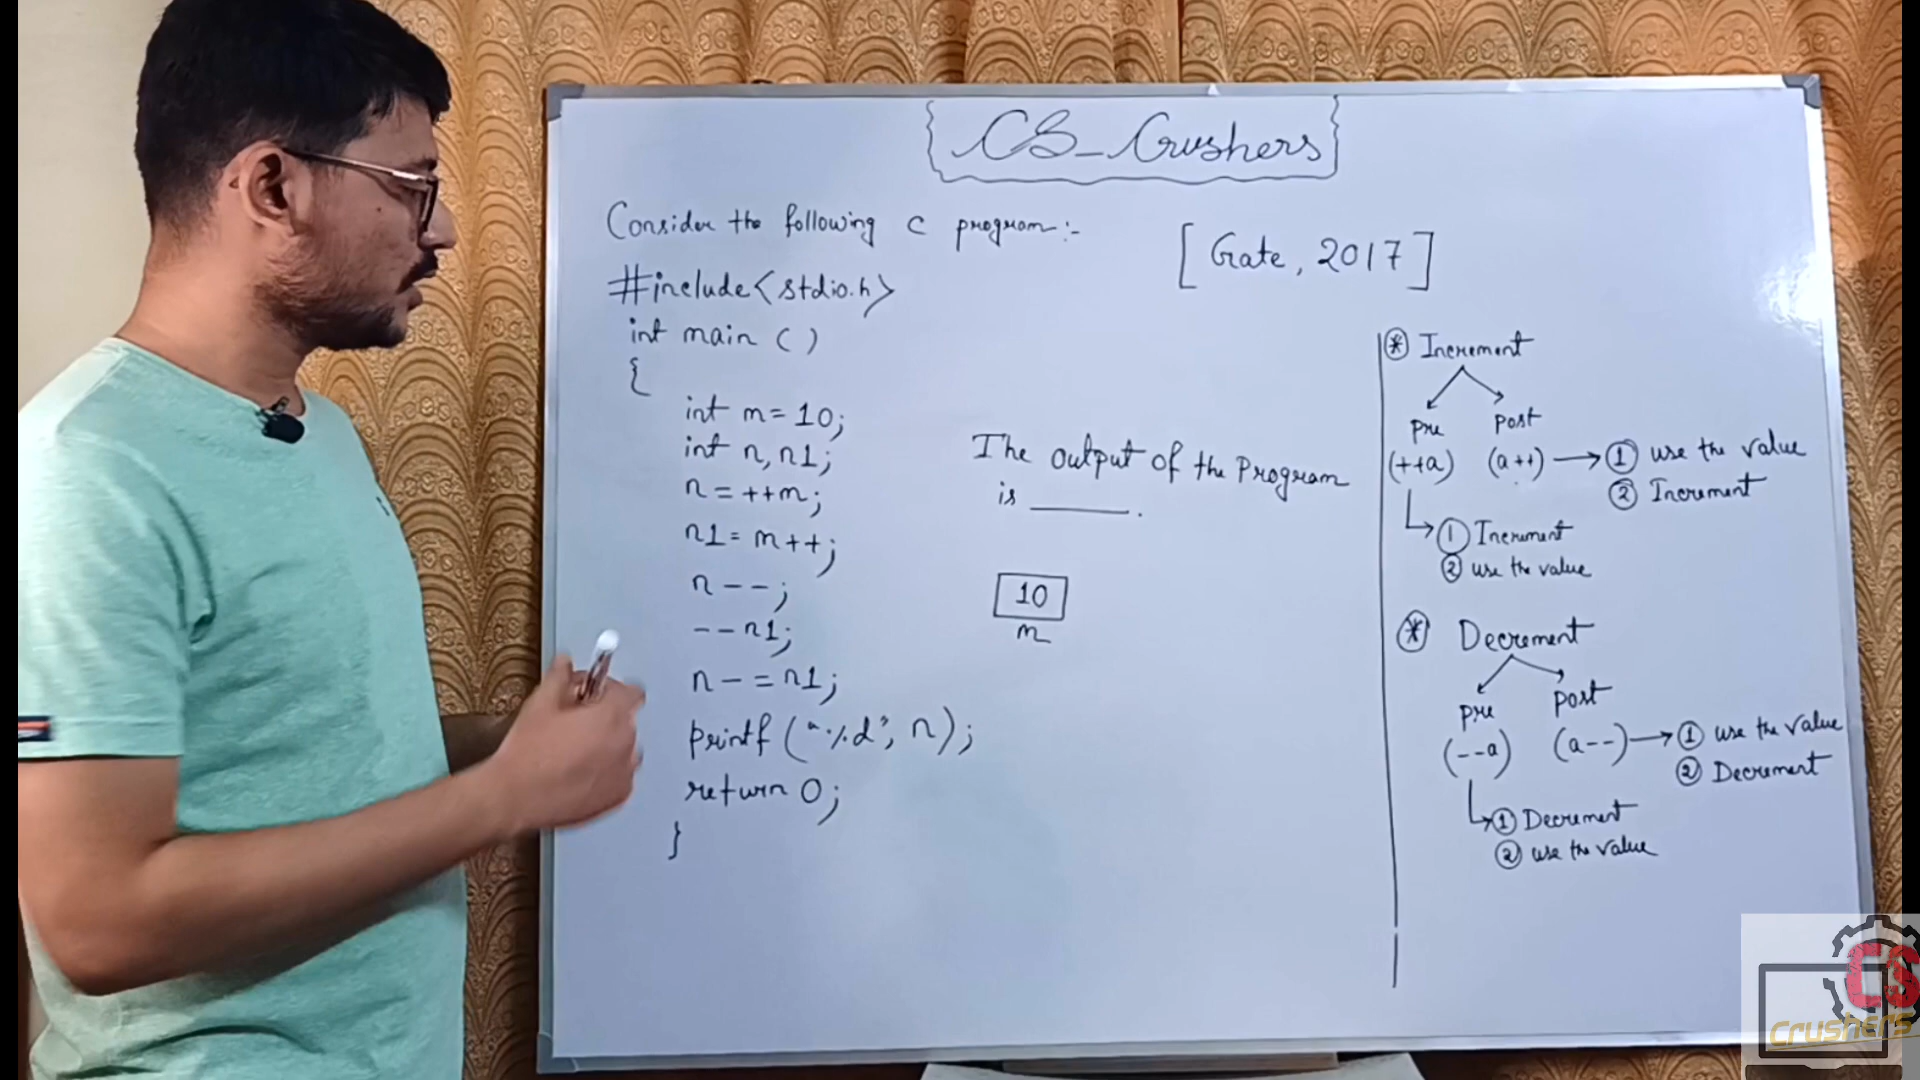 CS_Crushers
Consider the following C program:-
[Gate, 2017]
#include<stdio.h>
int main ()
{
int m=10;
int n, n1;
n = ++m;
n1 = m++;
n--;
--n1;
n-=n1;
printf ("%d", n);
return 0;
}
The output of the Program
is ______.
10
m
* Increment
pre post
(++a) (a++) → ① use the value
② Increment
① Increment
② use the value
* Decrement
pre post
(--a) (a--) → ① use the value
② Decrement
① Decrement
② use the value
CS
Crushers